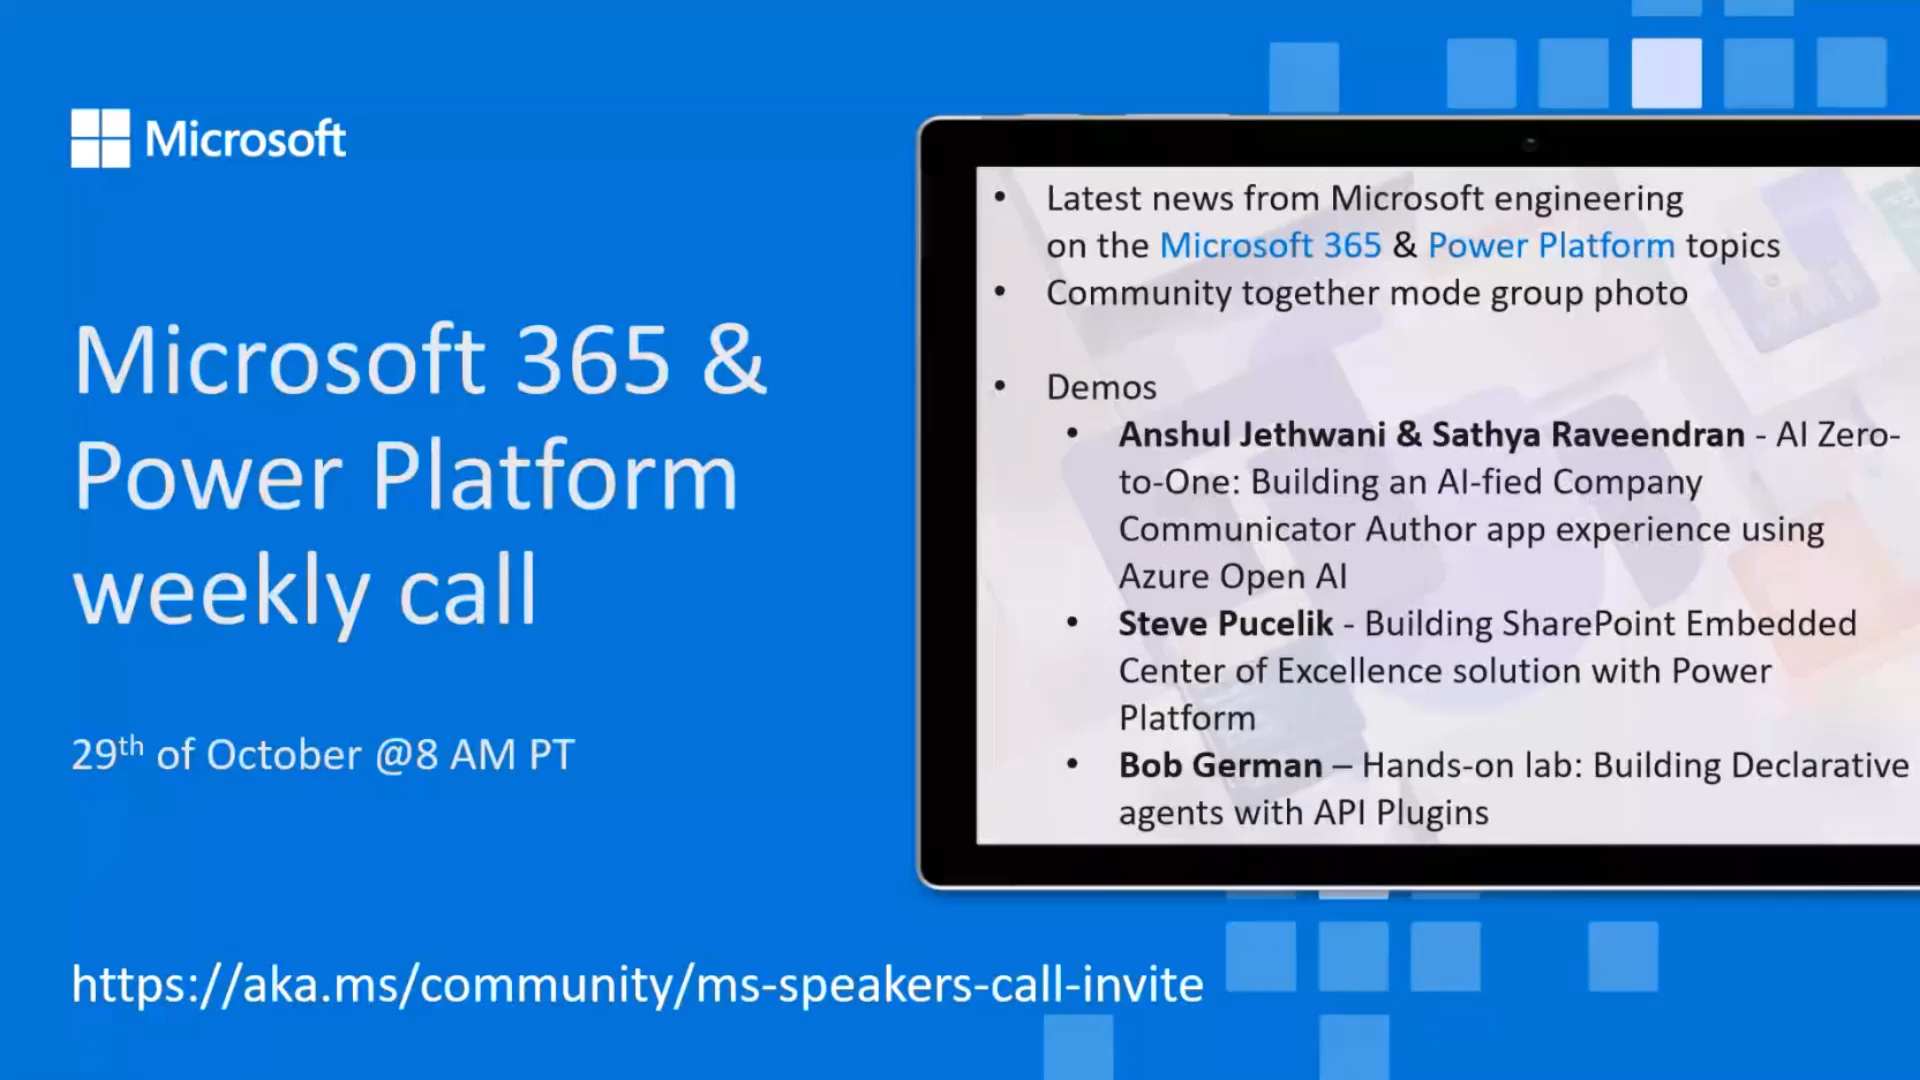 Microsoft
Microsoft 365 &
Power Platform
weekly call
29th of October @8 AM PT
https://aka.ms/community/ms-speakers-call-invite
• Latest news from Microsoft engineering
on the Microsoft 365 & Power Platform topics
• Community together mode group photo
• Demos
• Anshul Jethwani & Sathya Raveendran - AI Zero-
to-One: Building an AI-fied Company
Communicator Author app experience using
Azure Open AI
• Steve Pucelik - Building SharePoint Embedded
Center of Excellence solution with Power
Platform
• Bob German – Hands-on lab: Building Declarative
agents with API Plugins